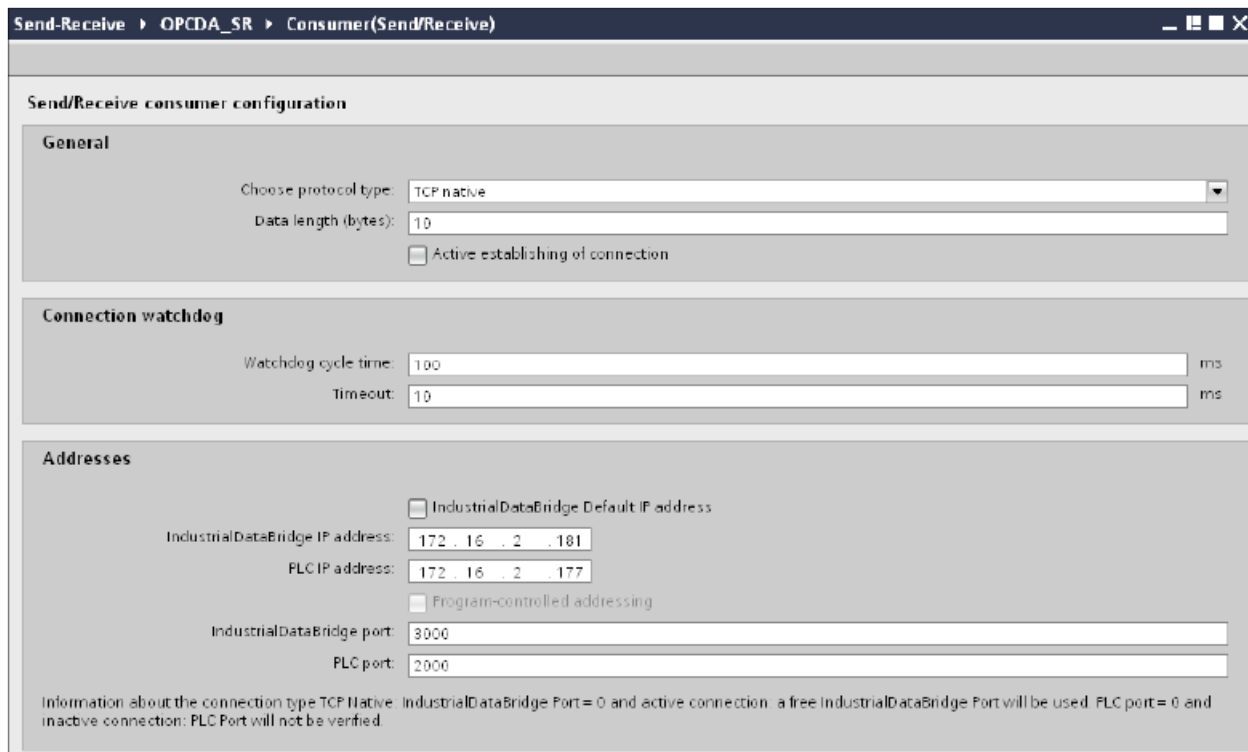 Send-Receive ▸ OPCDA_SR ▸ Consumer(Send/Receive)
Send/Receive consumer configuration
General
Choose protocol type: TCP native
Data length (bytes): 10
Active establishing of connection
Connection watchdog
Watchdog cycle time: 100 ms
Timeout: 10 ms
Addresses
IndustrialDataBridge Default IP address
IndustrialDataBridge IP address: 172 . 16 . 2 . 181
PLC IP address: 172 . 16 . 2 . 177
Program-controlled addressing
IndustrialDataBridge port: 3000
PLC port: 2000
Information about the connection type TCP Native: IndustrialDataBridge Port = 0 and active connection: a free IndustrialDataBridge Port will be used. PLC port = 0 and
inactive connection: PLC Port will not be verified.